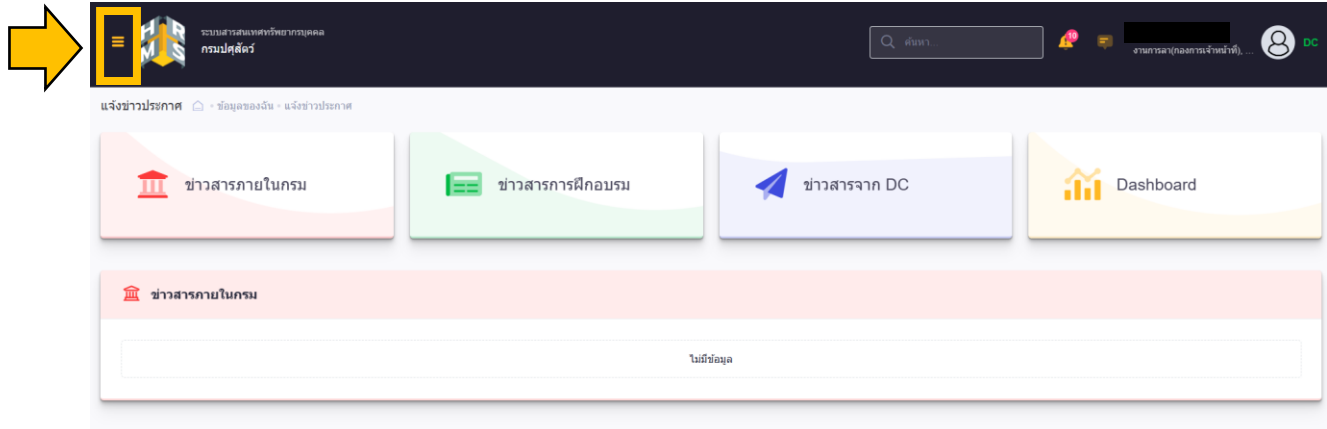 HR
MS
ระบบสารสนเทศทรัพยากรบุคคล
กรมปศุสัตว์
ค้นหา...
10
งานการลา(กองการเจ้าหน้าที่), ...
DC
แจ้งข่าวประกาศ - ข้อมูลของฉัน - แจ้งข่าวประกาศ
ข่าวสารภายในกรม
ข่าวสารการฝึกอบรม
ข่าวสารจาก DC
Dashboard
ข่าวสารภายในกรม
ไม่มีข้อมูล